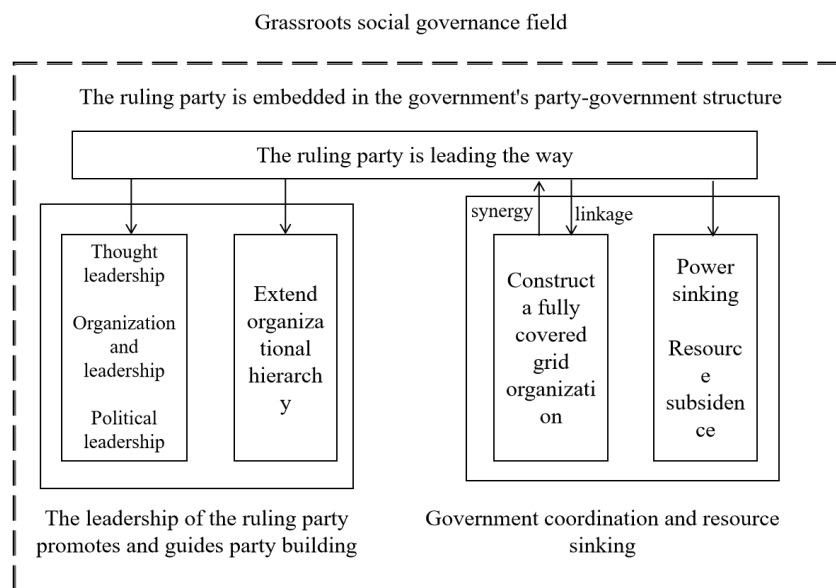 Grassroots social governance field
The ruling party is embedded in the government's party-government structure
The ruling party is leading the way
synergy
linkage
Thought
leadership
Organization
and
leadership
Political
leadership
Extend
organiza
tional
hierarch
y
Construct
a fully
covered
grid
organizati
on
Power
sinking
Resourc
e
subsiden
ce
The leadership of the ruling party
promotes and guides party building
Government coordination and resource
sinking